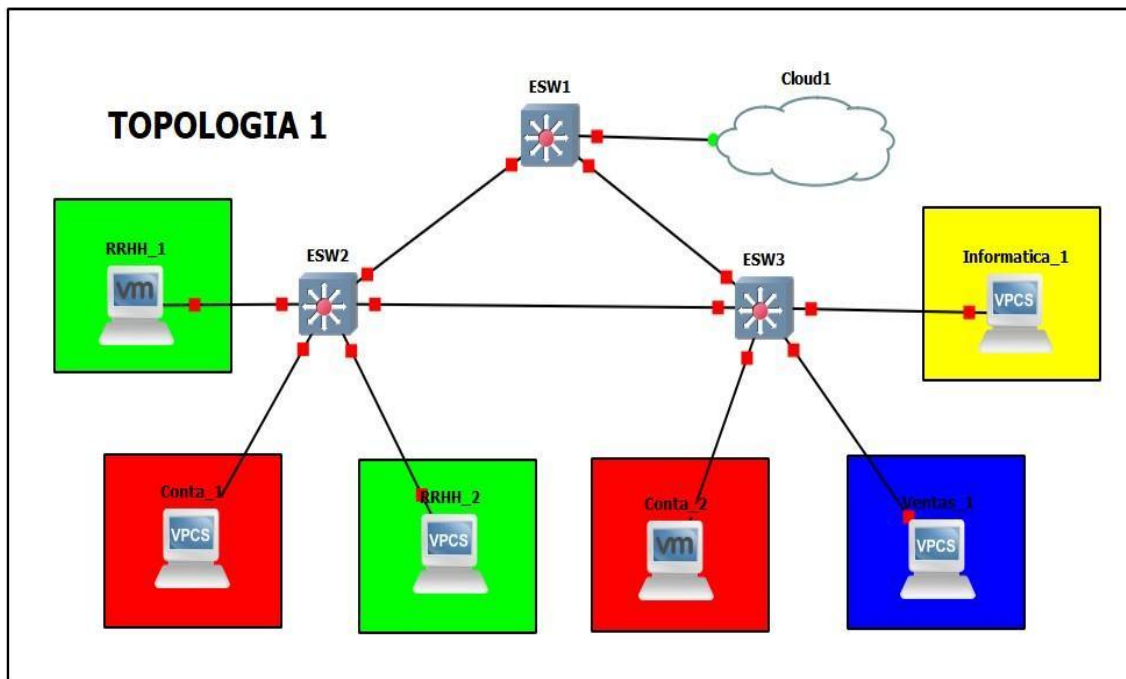 TOPOLOGIA 1
ESW1
Cloud1
RRHH_1
vm
ESW2
ESW3
Informatica_1
VPCS
Conta_1
VPCS
RRHH_2
VPCS
Conta_2
vm
Ventas_1
VPCS